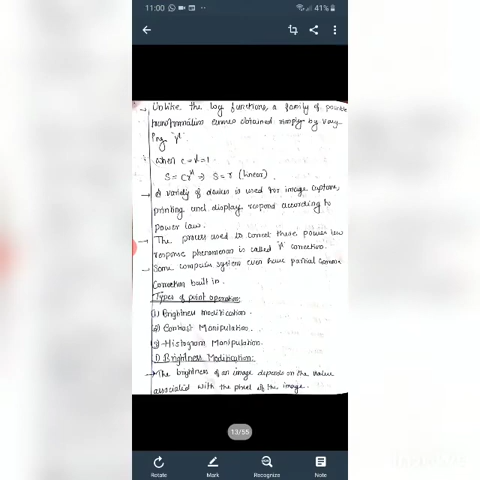 11:00
41%
→ Unlike the log functions, a family of possible
transformation curves obtained simply by vary
ing "γ".
when c = γ = 1
S = Crγ ⇒ S = r (linear).
→ A variety of devices is used for image capture,
printing and display respond according to
power law.
→ The process used to correct these power law
response phenomenon is called "γ" correction.
→ Some computer system even have partial
correction built in.
Types of point operation:
(1) Brightness modification.
(2) Contrast Manipulation.
(3) Histogram Manipulation.
1) Brightness Modification:
→ The brightness of an image depends on the value
associated with the pixel of the image.
13/55
Rotate Mark Recognize Note